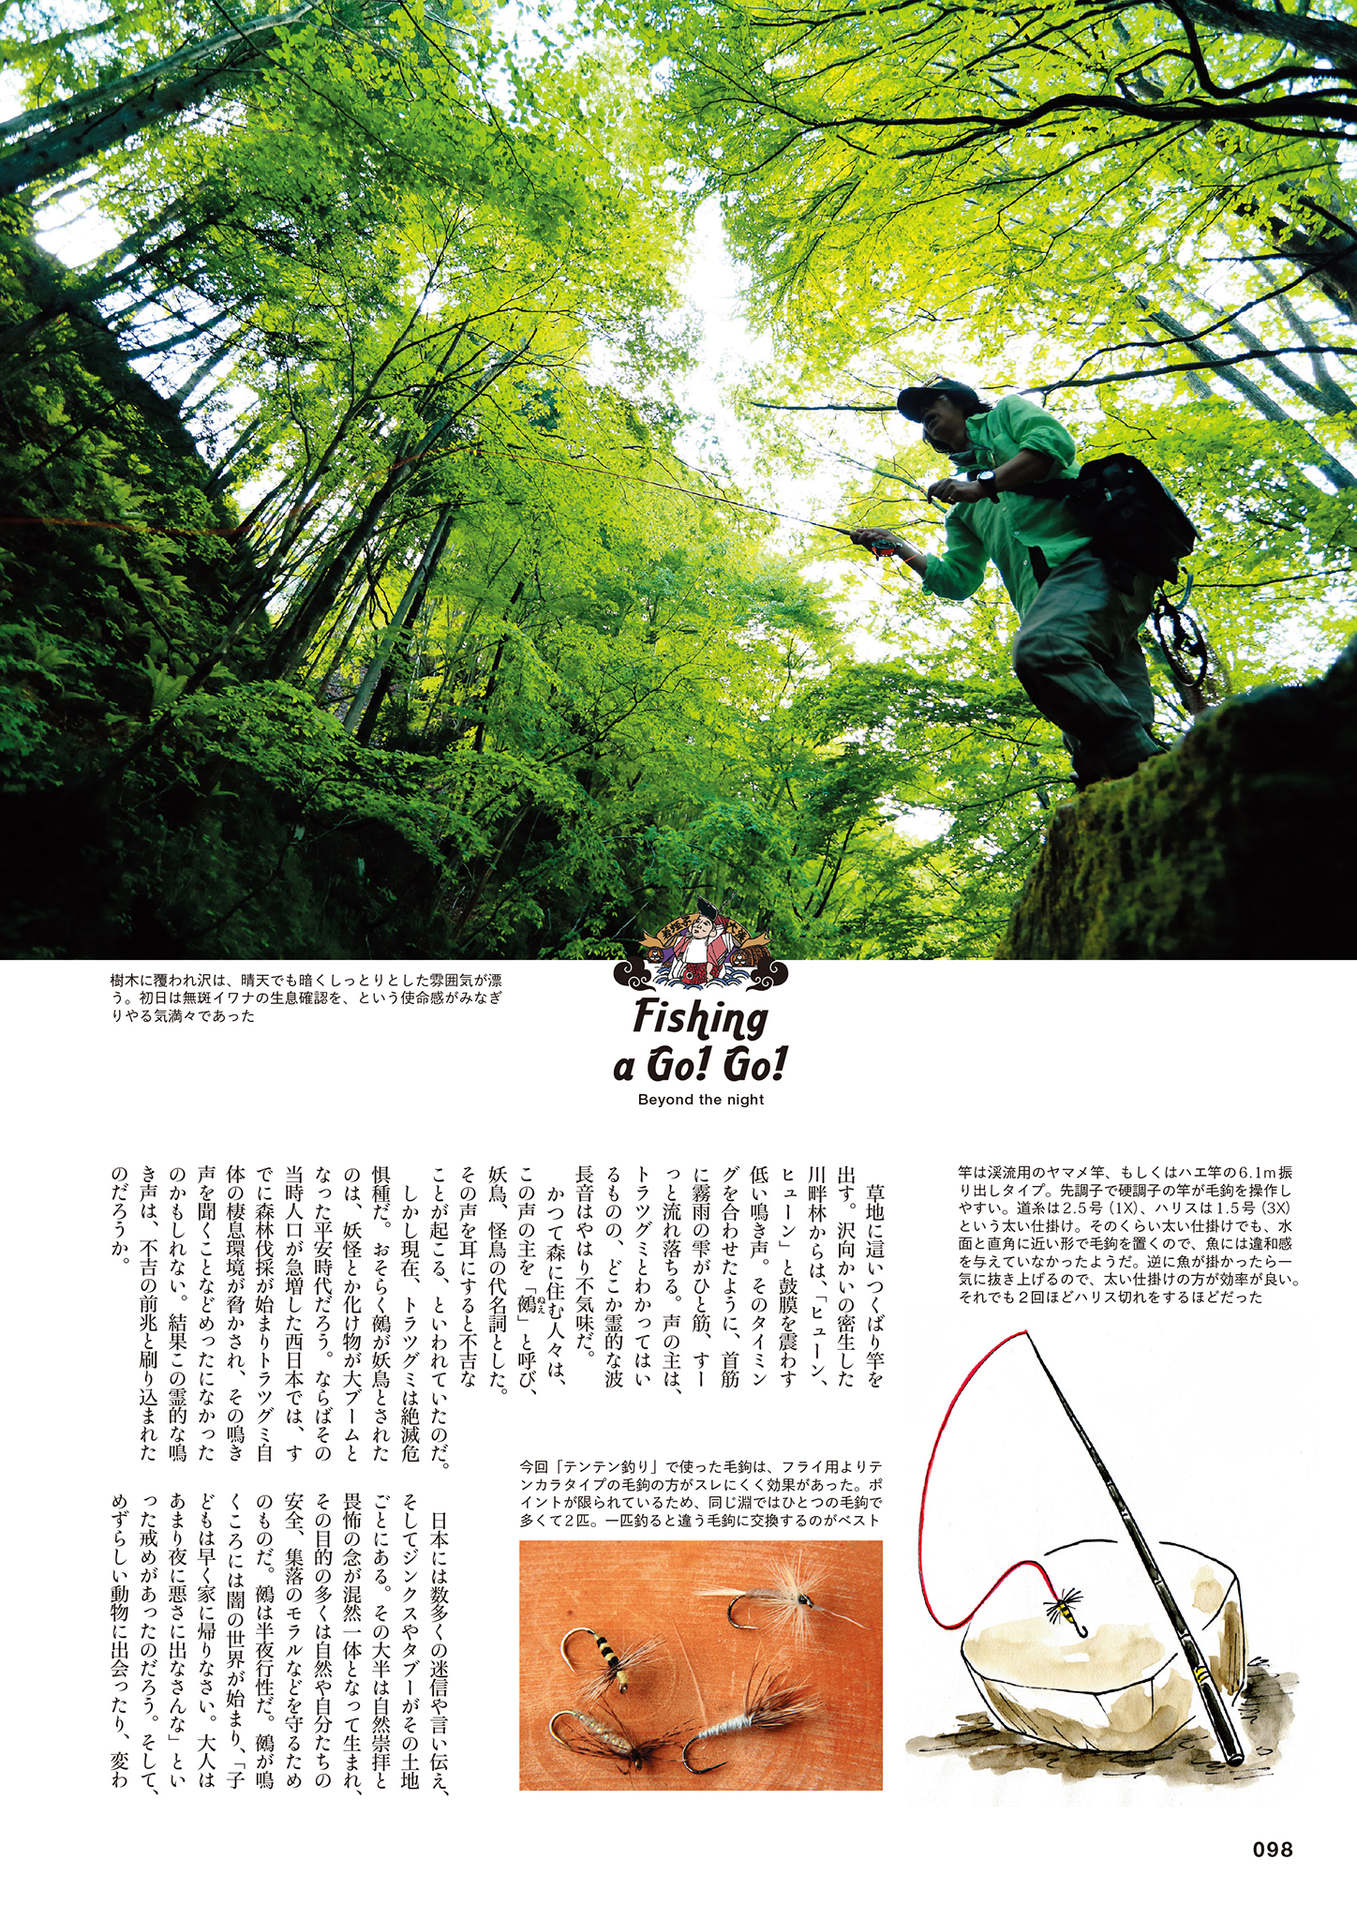 樹木に覆われ沢は、晴天でも暗くしっとりとした雰囲気が漂
う。初日は無斑イワナの生息確認を、という使命感がみなぎ
りやる気満々であった
Fishing
a Go! Go!
Beyond the night
竿は渓流用のヤマメ竿、もしくはハエ竿の6.1m振
り出しタイプ。先調子で硬調子の竿が毛鉤を操作し
やすい。道糸は2.5号（1X）、ハリスは1.5号（3X）
という太い仕掛け。そのくらい太い仕掛けでも、水
面と直角に近い形で毛鉤を置くので、魚には違和感
を与えていなかったようだ。逆に魚が掛かったら一
気に抜き上げるので、太い仕掛けの方が効率が良い。
それでも2回ほどハリス切れをするほどだった
草地に這いつくばり竿を
出す。沢向かいの密生した
川畔林からは、「ヒューン、
ヒューン」と鼓膜を震わす
低い鳴き声。そのタイミン
グを合わせたように、首筋
に霧雨の雫がひと筋、すー
っと流れ落ちる。声の主は、
トラツグミとわかってはい
るものの、どこか霊的な波
長音はやはり不気味だ。
かつて森に住む人々は、
この声の主を「鵺（ぬえ）」と呼び、
妖鳥、怪鳥の代名詞とした。
その声を耳にすると不吉な
ことが起こる、といわれていたのだ。
しかし現在、トラツグミは絶滅危
惧種だ。おそらく鵺が妖鳥とされた
のは、妖怪とか化け物が大ブームと
なった平安時代だろう。ならばその
当時人口が急増した西日本では、す
でに森林伐採が始まりトラツグミ自
体の棲息環境が脅かされ、その鳴き
声を聞くことなどめったになかった
のかもしれない。結果この霊的な鳴
き声は、不吉の前兆と刷り込まれた
のだろうか。
今回「テンテン釣り」で使った毛鉤は、フライ用よりテ
ンカラタイプの毛鉤の方がスレにくく効果があった。ポ
イントが限られているため、同じ淵ではひとつの毛鉤で
多くて2匹。一匹釣ると違う毛鉤に交換するのがベスト
日本には数多くの迷信や言い伝え、
そしてジンクスやタブーがその土地
ごとにある。その大半は自然崇拝と
畏怖の念が混然一体となって生まれ、
その目的の多くは自然や自分たちの
安全、集落のモラルなどを守るため
のものだ。鵺は半夜行性だ。鵺が鳴
くころには闇の世界が始まり、「子
どもは早く家に帰りなさい。大人は
あまり夜に悪さに出なさんな」とい
った戒めがあったのだろう。そして、
めずらしい動物に出会ったり、変わ
098